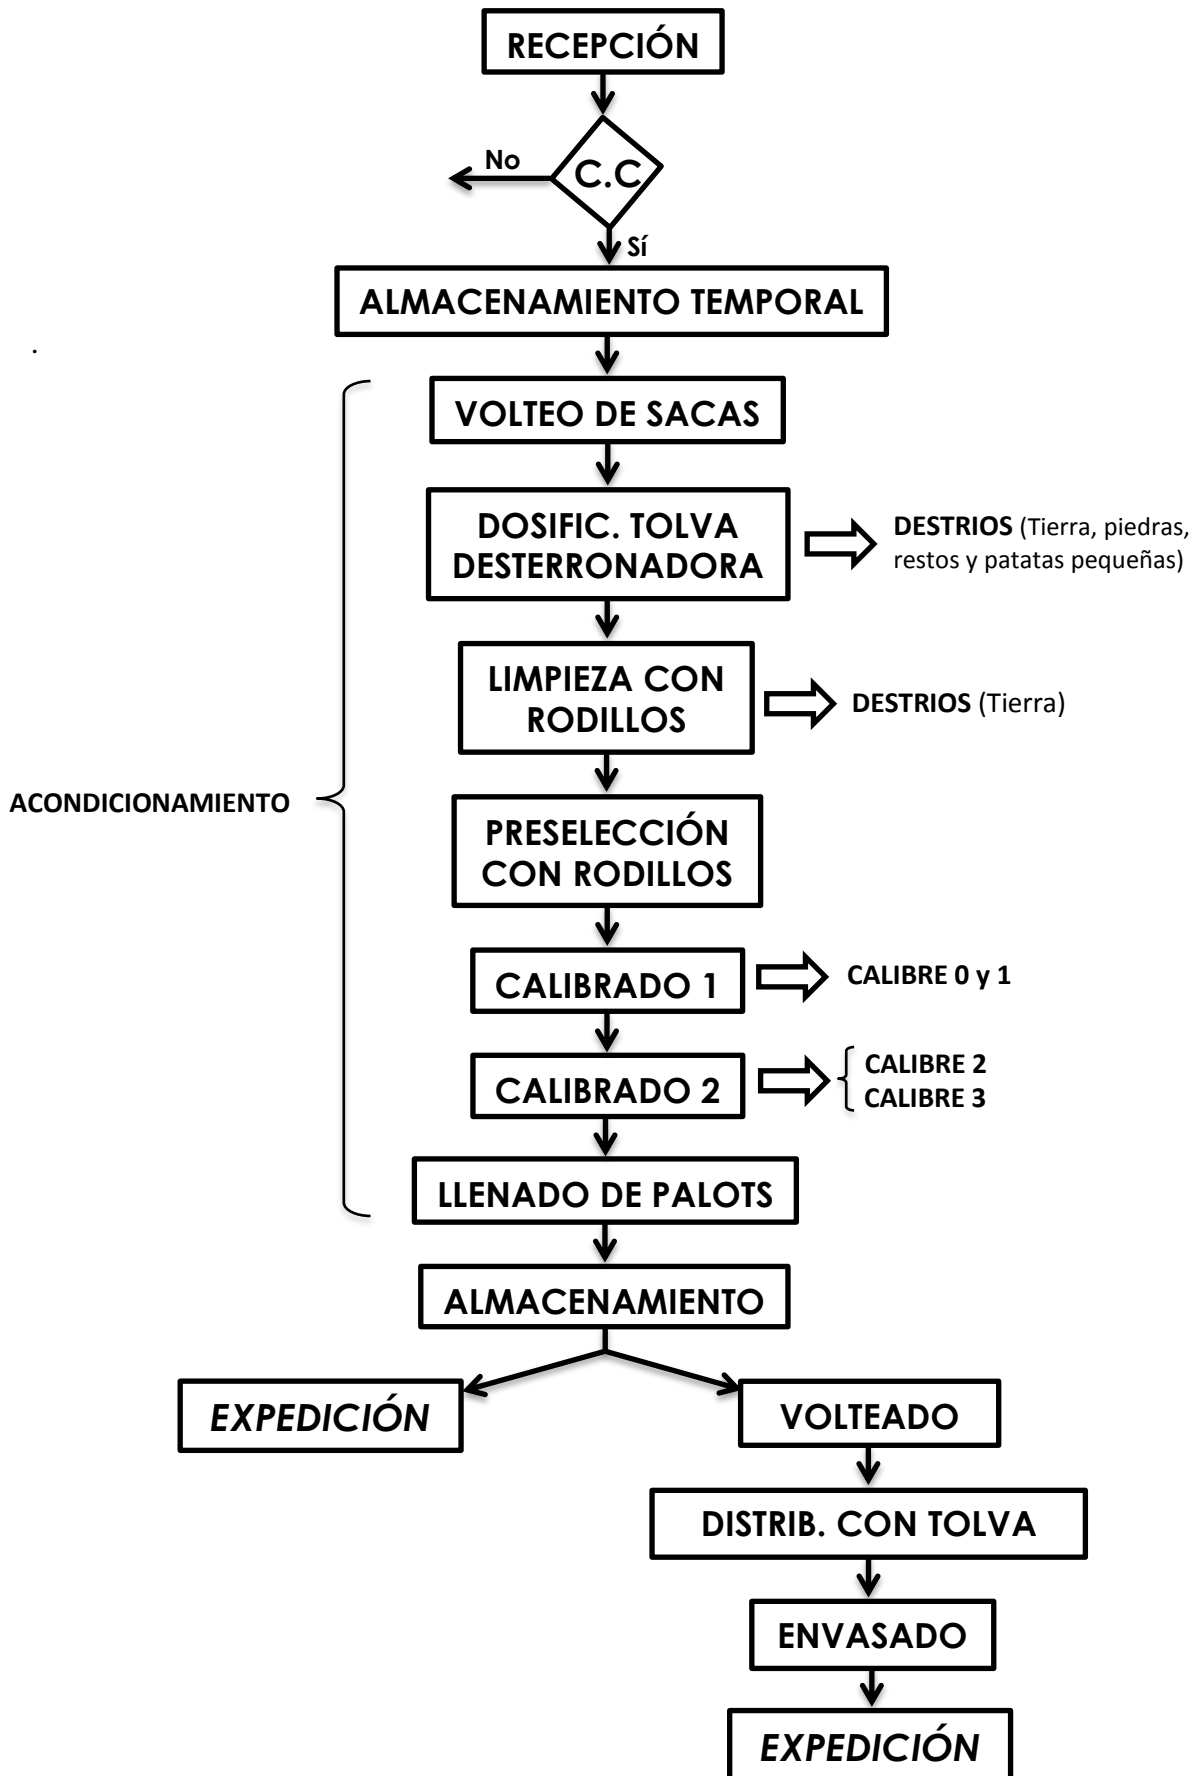 RECEPCIÓN
No
C.C
Sí
ALMACENAMIENTO TEMPORAL
.
VOLTEO DE SACAS
DOSIFIC. TOLVA
DESTERRONADORA
DESTRIOS (Tierra, piedras,
restos y patatas pequeñas)
LIMPIEZA CON
RODILLOS
DESTRIOS (Tierra)
ACONDICIONAMIENTO
PRESELECCIÓN
CON RODILLOS
CALIBRADO 1
CALIBRE 0 y 1
CALIBRADO 2
CALIBRE 2
CALIBRE 3
LLENADO DE PALOTS
ALMACENAMIENTO
EXPEDICIÓN
VOLTEADO
DISTRIB. CON TOLVA
ENVASADO
EXPEDICIÓN